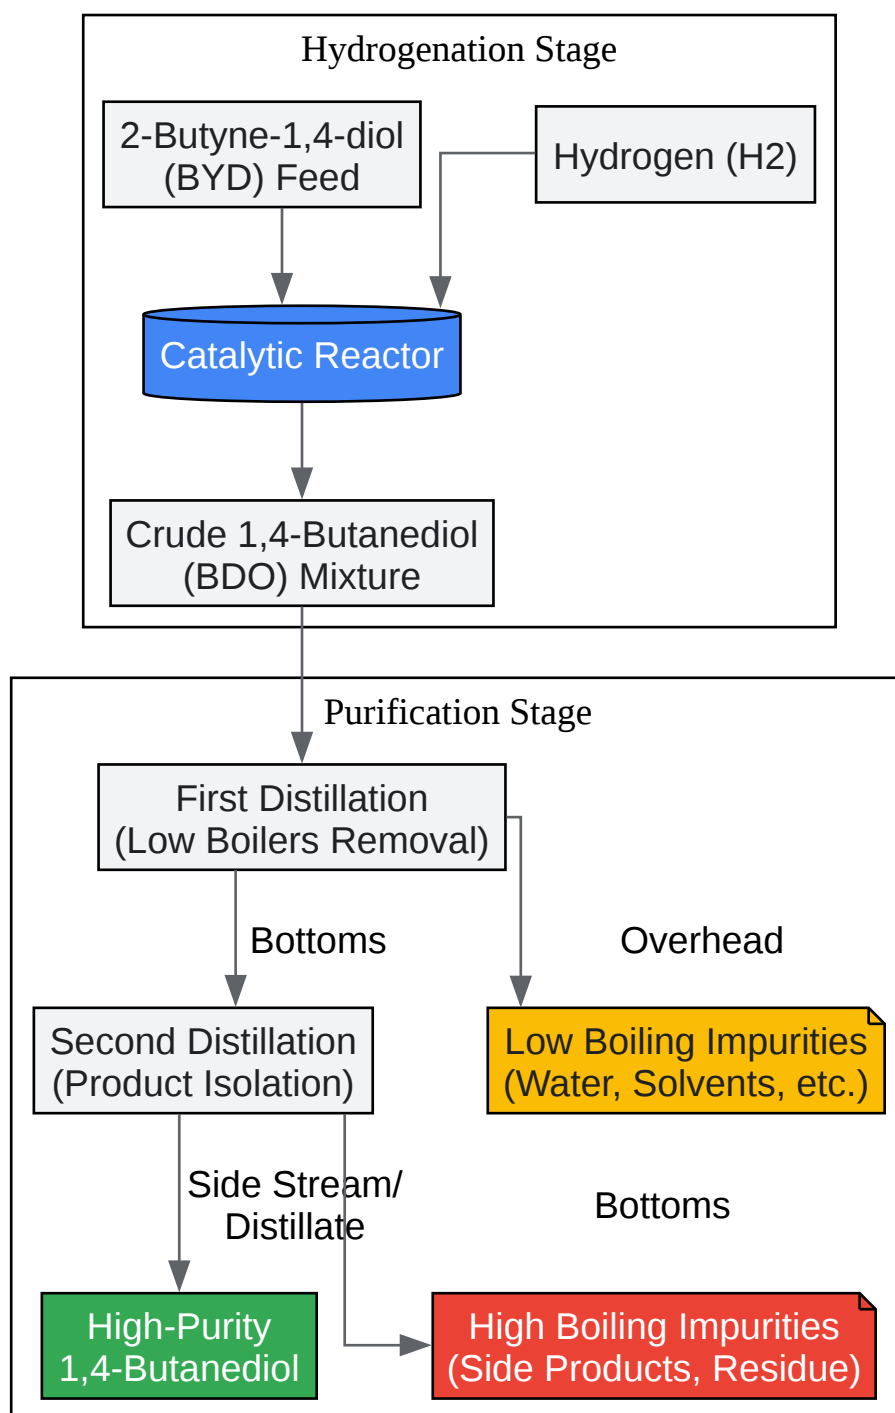 Hydrogenation Stage
2-Butyne-1,4-diol
(BYD) Feed
Hydrogen (H2)
Catalytic Reactor
Crude 1,4-Butanediol
(BDO) Mixture
Purification Stage
First Distillation
(Low Boilers Removal)
Bottoms
Overhead
Second Distillation
(Product Isolation)
Low Boiling Impurities
(Water, Solvents, etc.)
Side Stream/
Distillate
Bottoms
High-Purity
1,4-Butanediol
High Boiling Impurities
(Side Products, Residue)